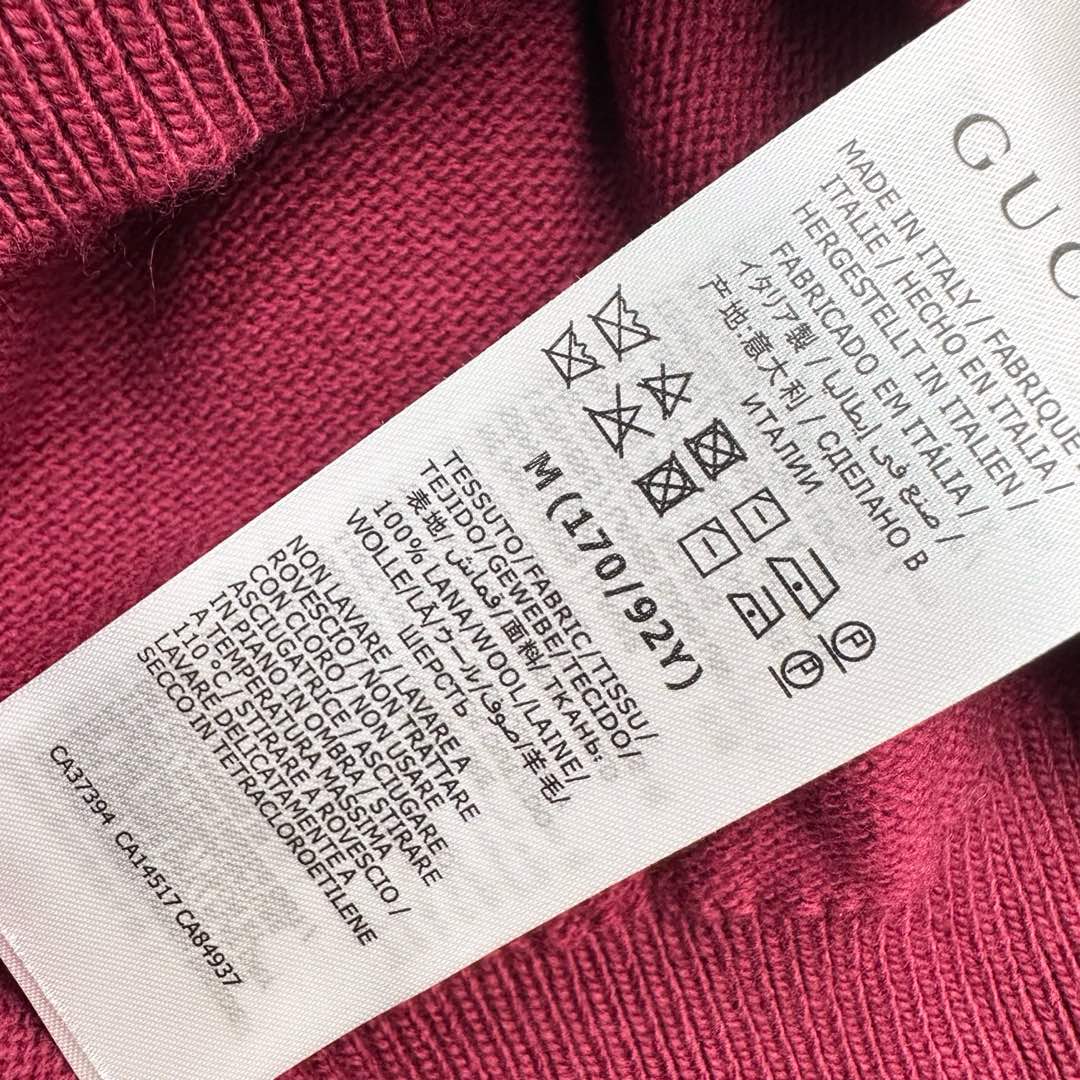 GUC
MADE IN ITALY / FABRIQUE
ITALIE / HECHO EN ITALIA /
HERGESTELLT IN ITALIEN /
FABRICADO EM ITÁLIA /
イタリア製 / صنع في إيطاليا /
产地:意大利 / СДЕЛАНО В
ИТАЛИИ
P
P
M(170/92Y)
TESSUTO/FABRIC/TISSU/
TEJIDO/GEWEBE/TECIDO/
表地/قماش/面料/ТКАНЬ:
100% LANA/WOOL/LAINE/
WOLLE/LÃ/ウール/صوف/羊毛/
ШЕРСТЬ
NON LAVARE / LAVARE A
ROVESCIO / NON TRATTARE
CON CLORO / NON USARE
ASCIUGATRICE / ASCIUGARE
IN PIANO IN OMBRA / STIRARE
A TEMPERATURA MASSIMA
110°C / STIRARE A ROVESCIO /
LAVARE DELICATAMENTE A
SECCO IN TETRACLOROETILENE
CA37394 CA14517 CA84937